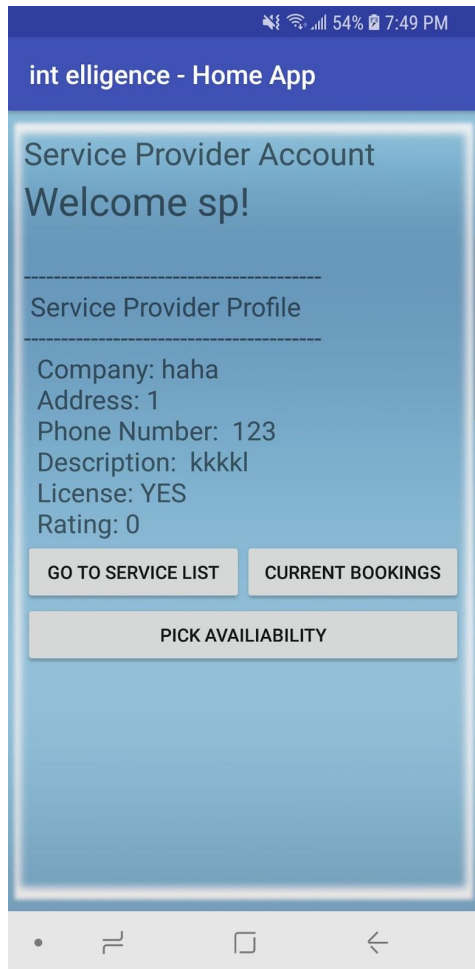 54% 7:49 PM
int elligence - Home App
Service Provider Account
Welcome sp!
----------------------------------------
Service Provider Profile
----------------------------------------
Company: haha
Address: 1
Phone Number:  123
Description:  kkkkl
License: YES
Rating: 0
GO TO SERVICE LIST CURRENT BOOKINGS
PICK AVAILIABILITY